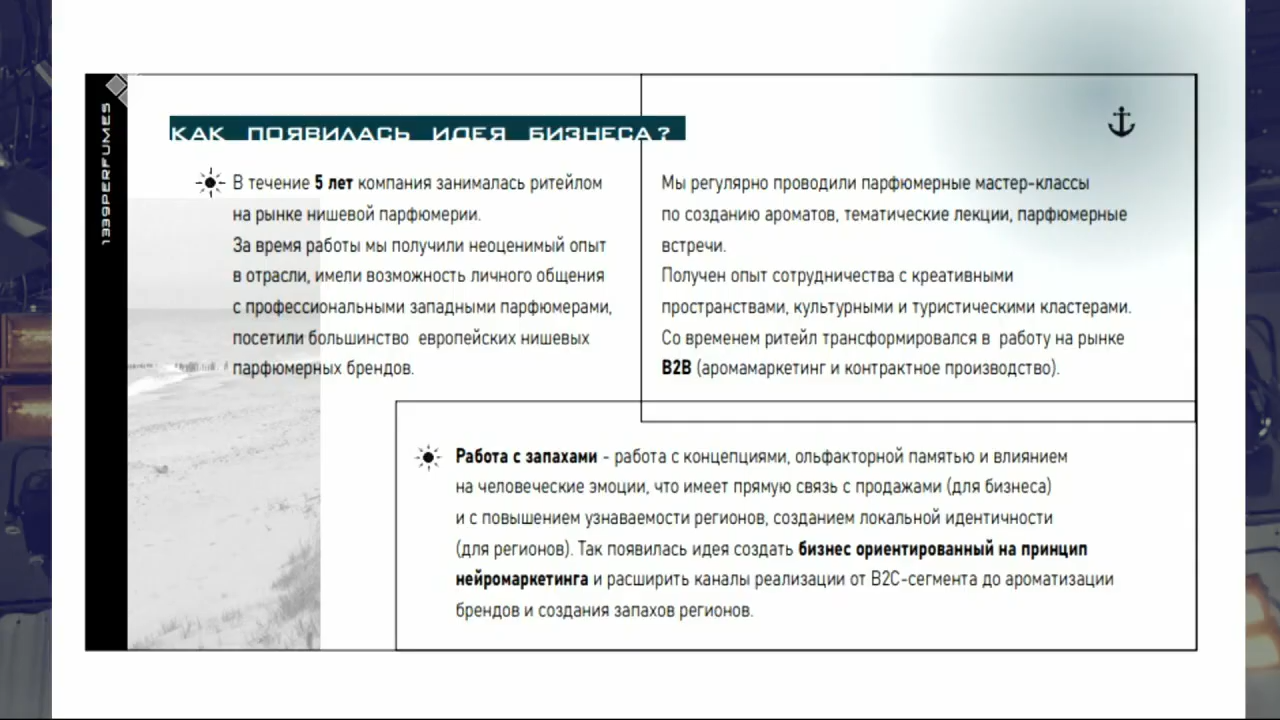 1339PERFUMES
КАК ПОЯВИЛАСЬ ИДЕЯ БИЗНЕСА?
В течение 5 лет компания занималась ритейлом
на рынке нишевой парфюмерии.
За время работы мы получили неоценимый опыт
в отрасли, имели возможность личного общения
с профессиональными западными парфюмерами,
посетили большинство европейских нишевых
парфюмерных брендов.
Мы регулярно проводили парфюмерные мастер-классы
по созданию ароматов, тематические лекции, парфюмерные
встречи.
Получен опыт сотрудничества с креативными
пространствами, культурными и туристическими кластерами.
Со временем ритейл трансформировался в работу на рынке
B2B (аромамаркетинг и контрактное производство).
Работа с запахами - работа с концепциями, ольфакторной памятью и влиянием
на человеческие эмоции, что имеет прямую связь с продажами (для бизнеса)
и с повышением узнаваемости регионов, созданием локальной идентичности
(для регионов). Так появилась идея создать бизнес ориентированный на принцип
нейромаркетинга и расширить каналы реализации от B2C-сегмента до ароматизации
брендов и создания запахов регионов.